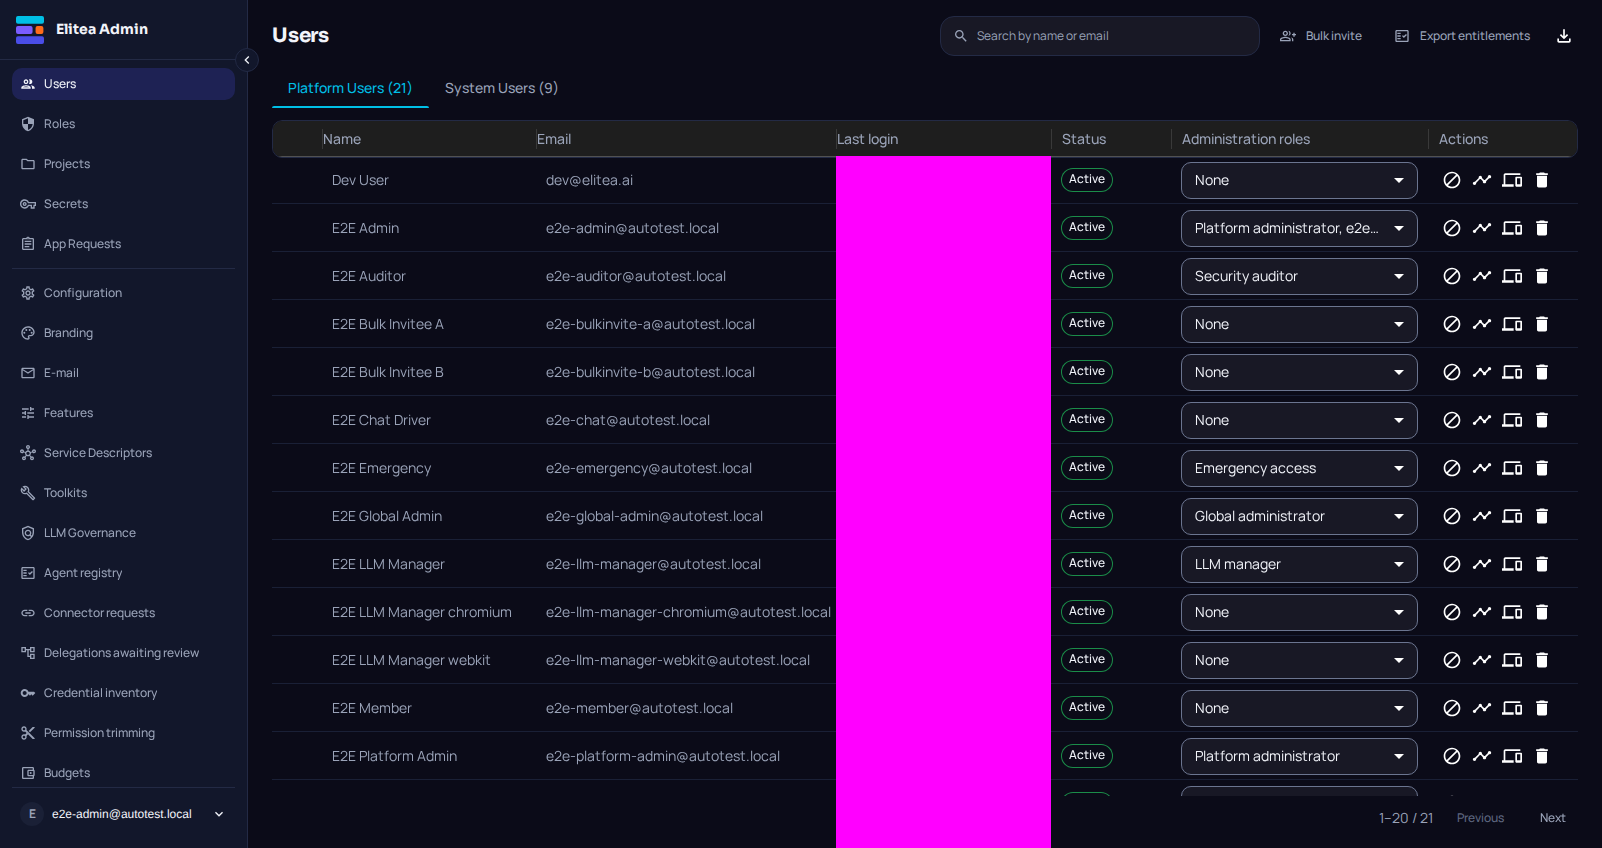 Elitea Admin
Users
Roles
Projects
Secrets
App Requests
Configuration
Branding
E-mail
Features
Service Descriptors
Toolkits
LLM Governance
Agent registry
Connector requests
Delegations awaiting review
Credential inventory
Permission trimming
Budgets
E e2e-admin@autotest.local
Users
Search by name or email
Bulk invite
Export entitlements
Platform Users (21) System Users (9)
Name Email Last login Status Administration roles Actions
Dev User dev@elitea.ai Active None
E2E Admin e2e-admin@autotest.local Active Platform administrator, e2e...
E2E Auditor e2e-auditor@autotest.local Active Security auditor
E2E Bulk Invitee A e2e-bulkinvite-a@autotest.local Active None
E2E Bulk Invitee B e2e-bulkinvite-b@autotest.local Active None
E2E Chat Driver e2e-chat@autotest.local Active None
E2E Emergency e2e-emergency@autotest.local Active Emergency access
E2E Global Admin e2e-global-admin@autotest.local Active Global administrator
E2E LLM Manager e2e-llm-manager@autotest.local Active LLM manager
E2E LLM Manager chromium e2e-llm-manager-chromium@autotest.local Active None
E2E LLM Manager webkit e2e-llm-manager-webkit@autotest.local Active None
E2E Member e2e-member@autotest.local Active None
E2E Platform Admin e2e-platform-admin@autotest.local Active Platform administrator
1–20 / 21 Previous Next